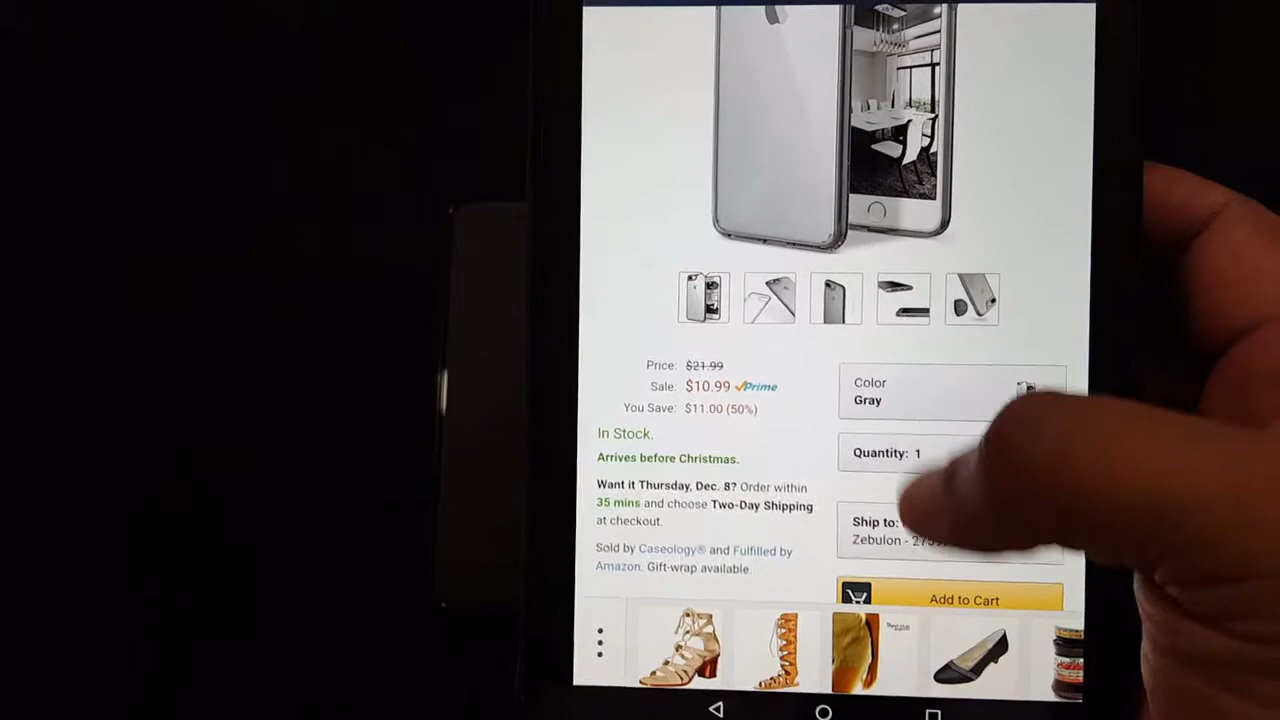 Price: $21.99
Sale: $10.99 Prime
You Save: $11.00 (50%)
In Stock.
Arrives before Christmas.
Want it Thursday, Dec. 8? Order within
35 mins and choose Two-Day Shipping
at checkout.
Sold by Caseology® and Fulfilled by
Amazon. Gift-wrap available.
Color
Gray
Quantity: 1
Ship to:
Zebulon -
Add to Cart